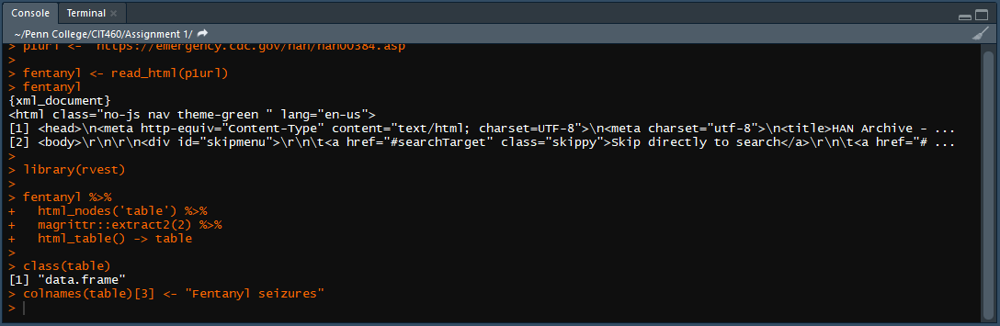 Console Terminal ×
~/Penn College/CIT460/Assignment 1/
> p1url <- "https://emergency.cdc.gov/han/han00384.asp"
>
> fentanyl <- read_html(p1url)
> fentanyl
{xml_document}
<html class="no-js nav theme-green " lang="en-us">
[1] <head>\n<meta http-equiv="Content-Type" content="text/html; charset=UTF-8">\n<meta charset="utf-8">\n<title>HAN Archive - ...
[2] <body>\r\n\r\n<div id="skipmenu">\r\n\t<a href="#searchTarget" class="skippy">Skip directly to search</a>\r\n\t<a href="# ...
>
> library(rvest)
>
> fentanyl %>%
+   html_nodes('table') %>%
+   magrittr::extract2(2) %>%
+   html_table() -> table
>
> class(table)
[1] "data.frame"
> colnames(table)[3] <- "Fentanyl seizures"
>